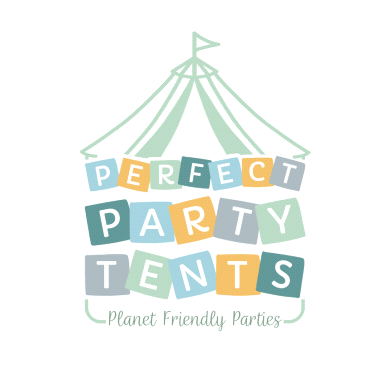 PERFECT
PARTY
TENTS
Planet Friendly Parties